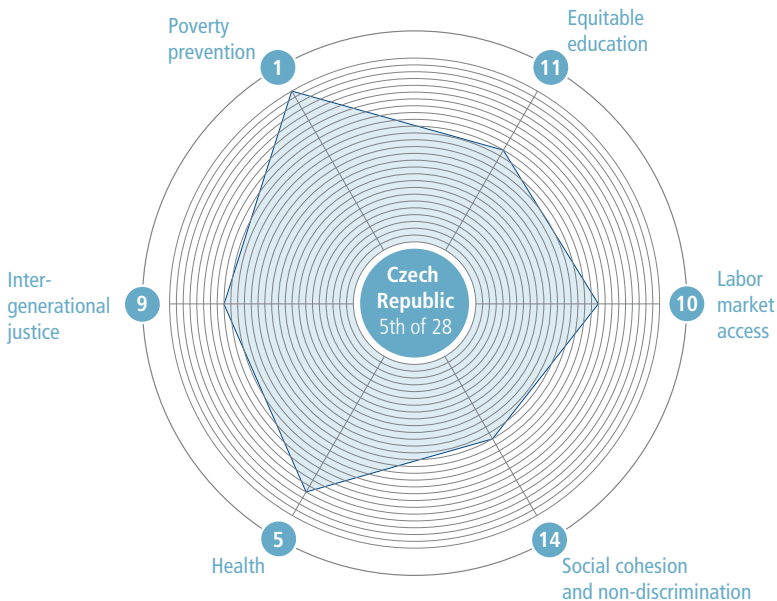 Poverty
prevention
1
Equitable
education
11
Inter-
generational
justice
9
Czech
Republic
5th of 28
10
Labor
market
access
5
Health
14
Social cohesion
and non-discrimination